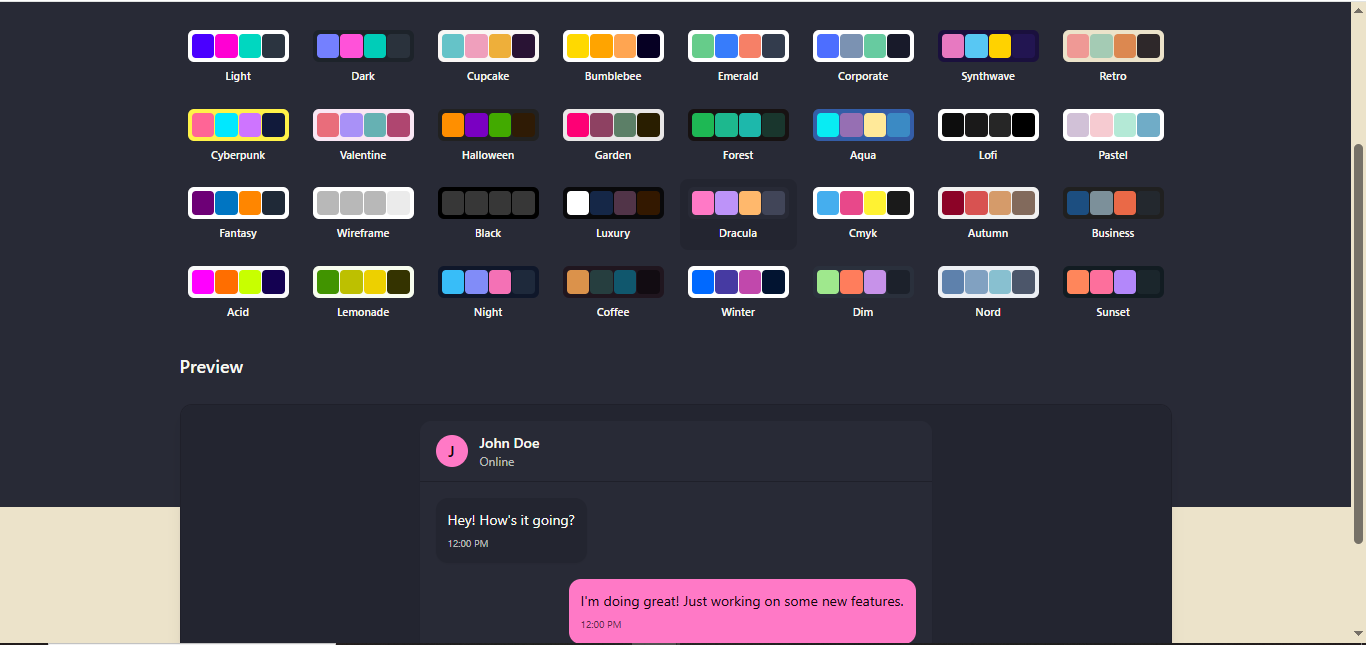 Light Dark Cupcake Bumblebee Emerald Corporate Synthwave Retro
Cyberpunk Valentine Halloween Garden Forest Aqua Lofi Pastel
Fantasy Wireframe Black Luxury Dracula Cmyk Autumn Business
Acid Lemonade Night Coffee Winter Dim Nord Sunset
Preview
J
John Doe
Online
Hey! How's it going?
12:00 PM
I'm doing great! Just working on some new features.
12:00 PM